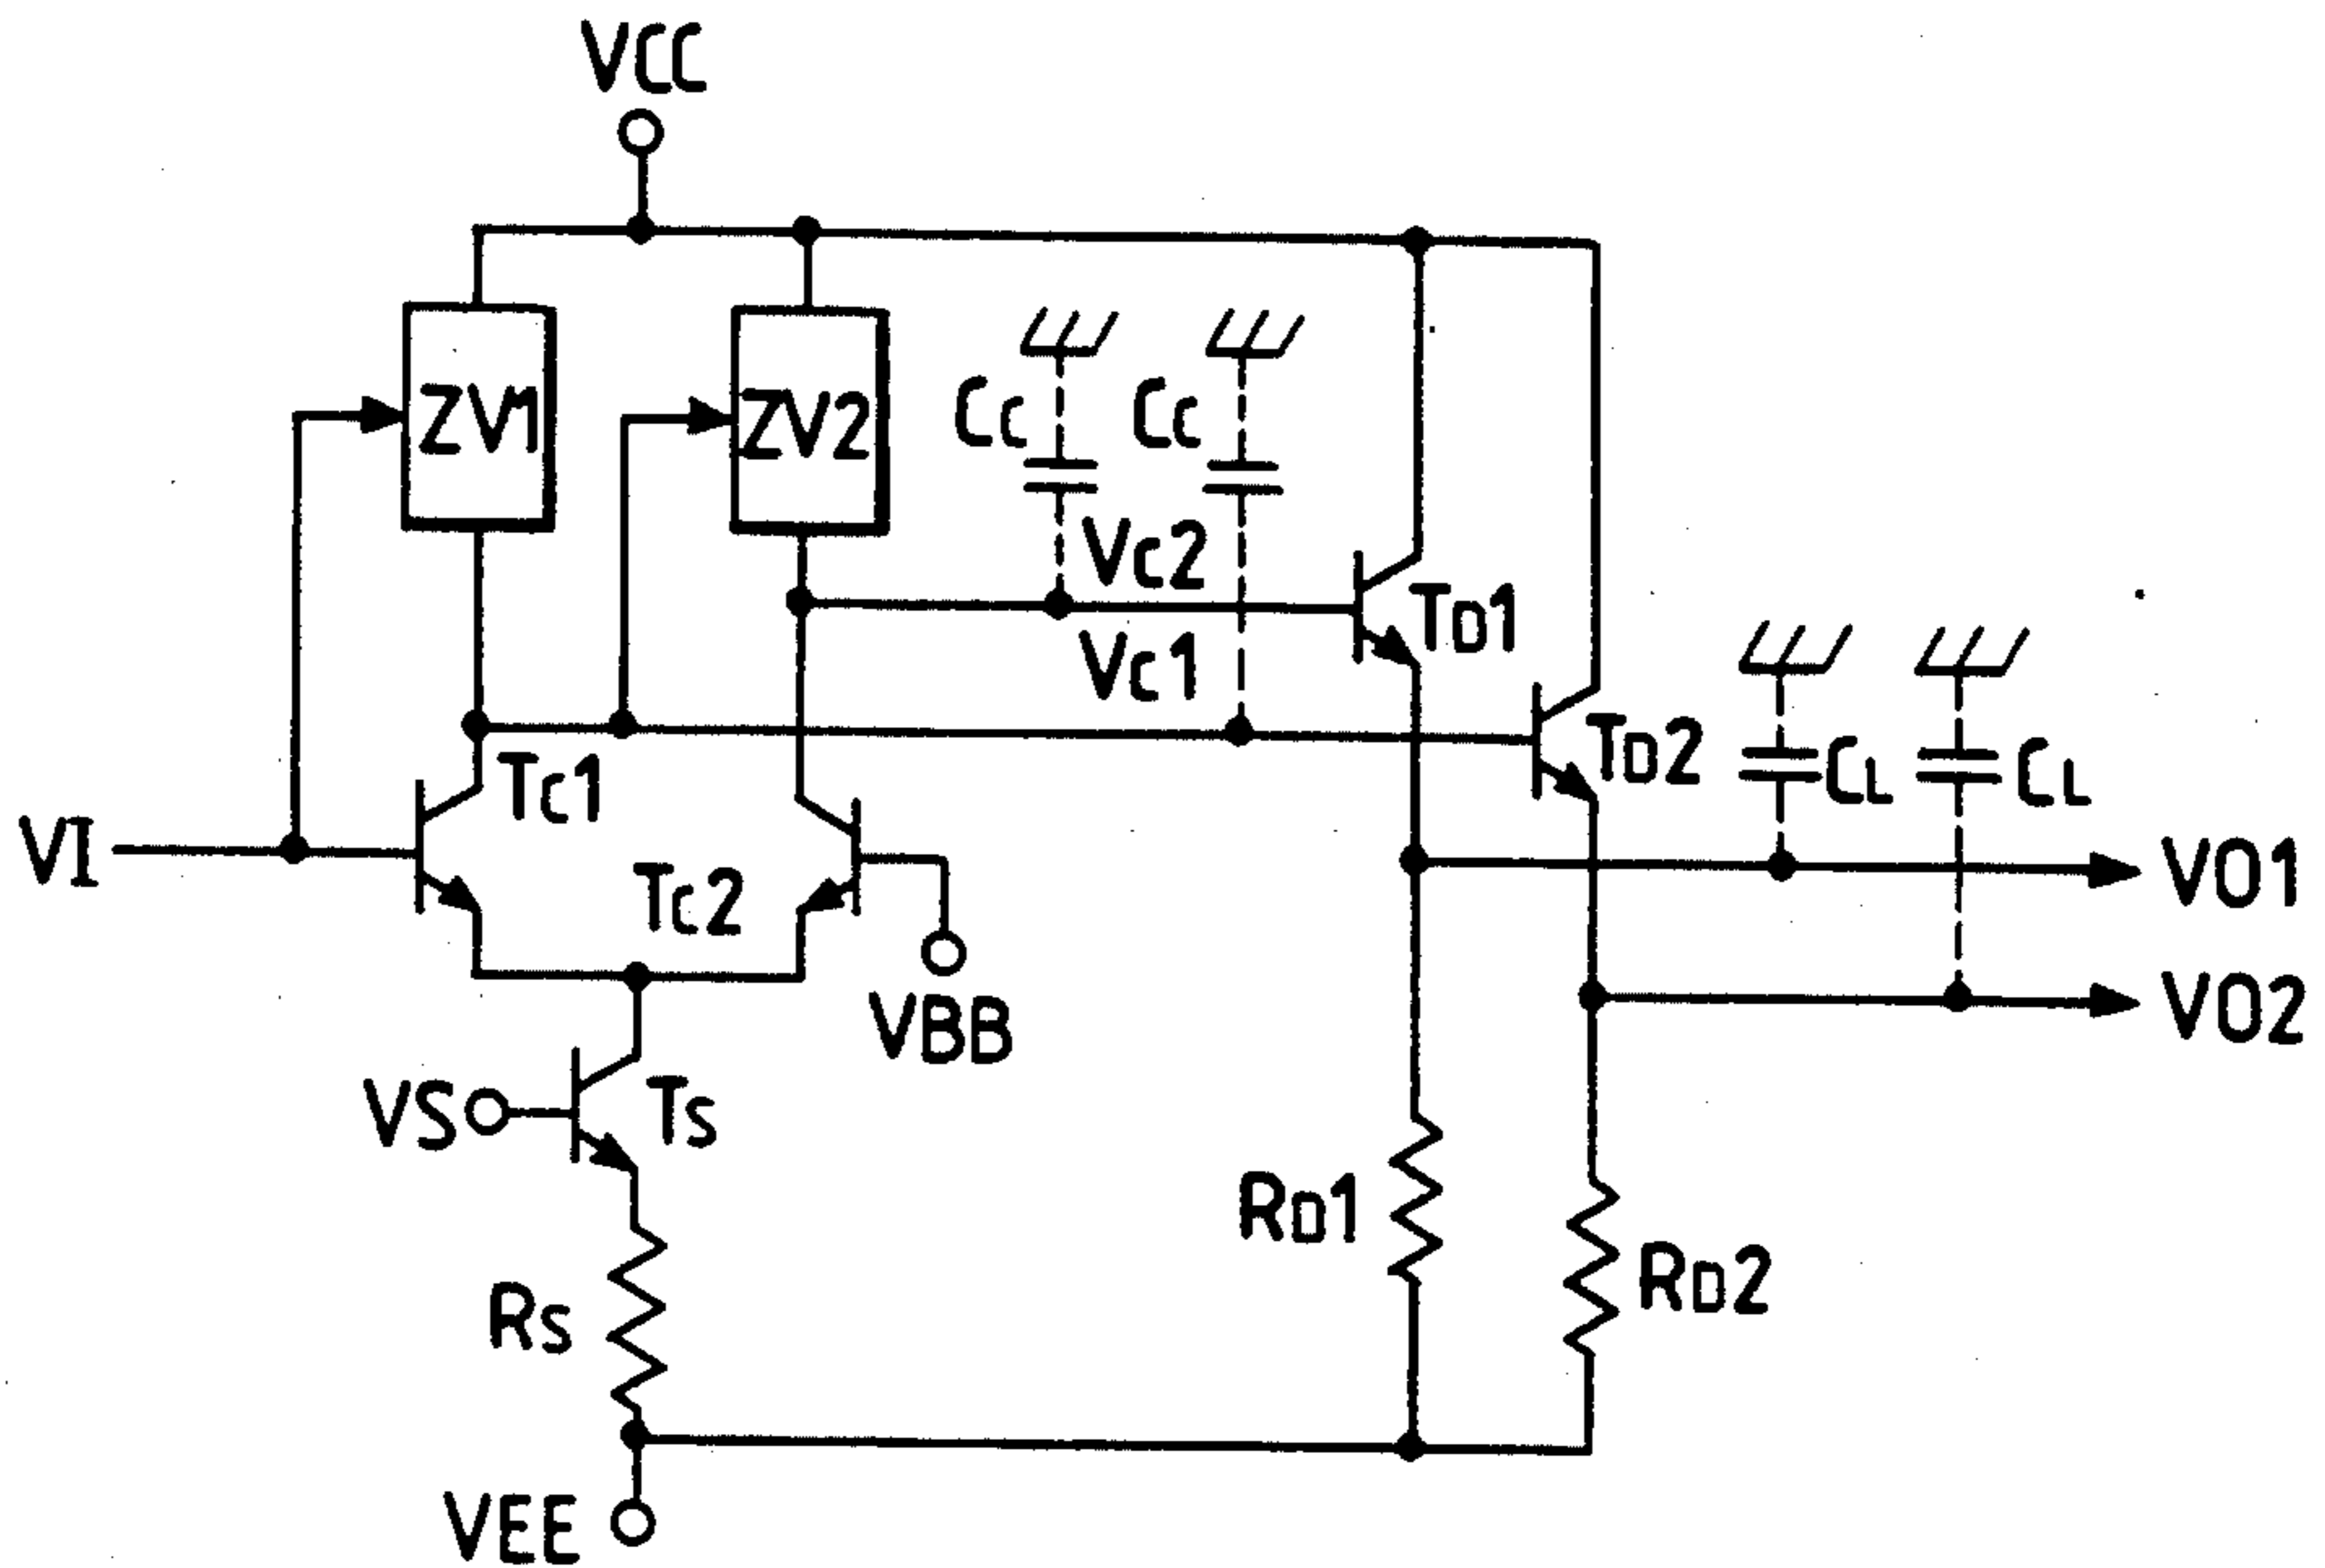 VCC
ZV1
ZV2
Cc
Cc
Vc2
TD1
Vc1
TD2
Tc1
CL
CL
VI
Tc2
VO1
VBB
VO2
VS
Ts
RD1
RD2
Rs
VEE